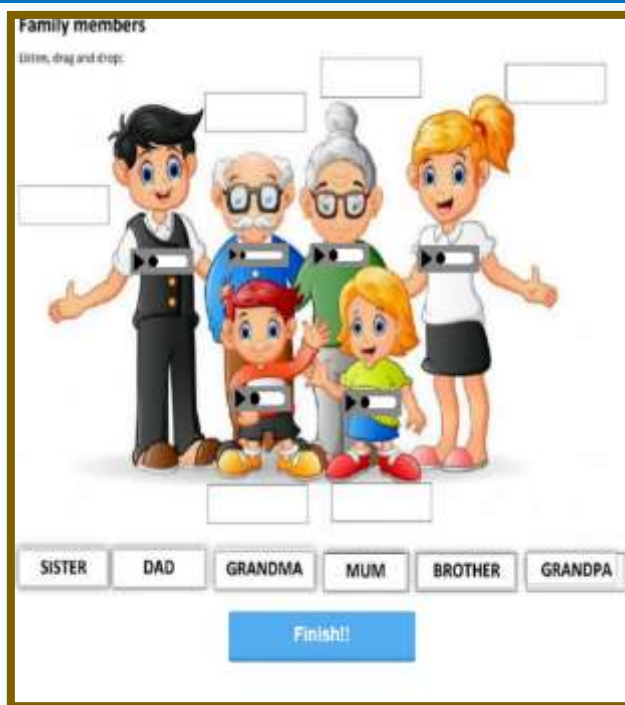 Family members
Listen, drag and drop:
SISTER DAD GRANDMA MUM BROTHER GRANDPA
Finish!!